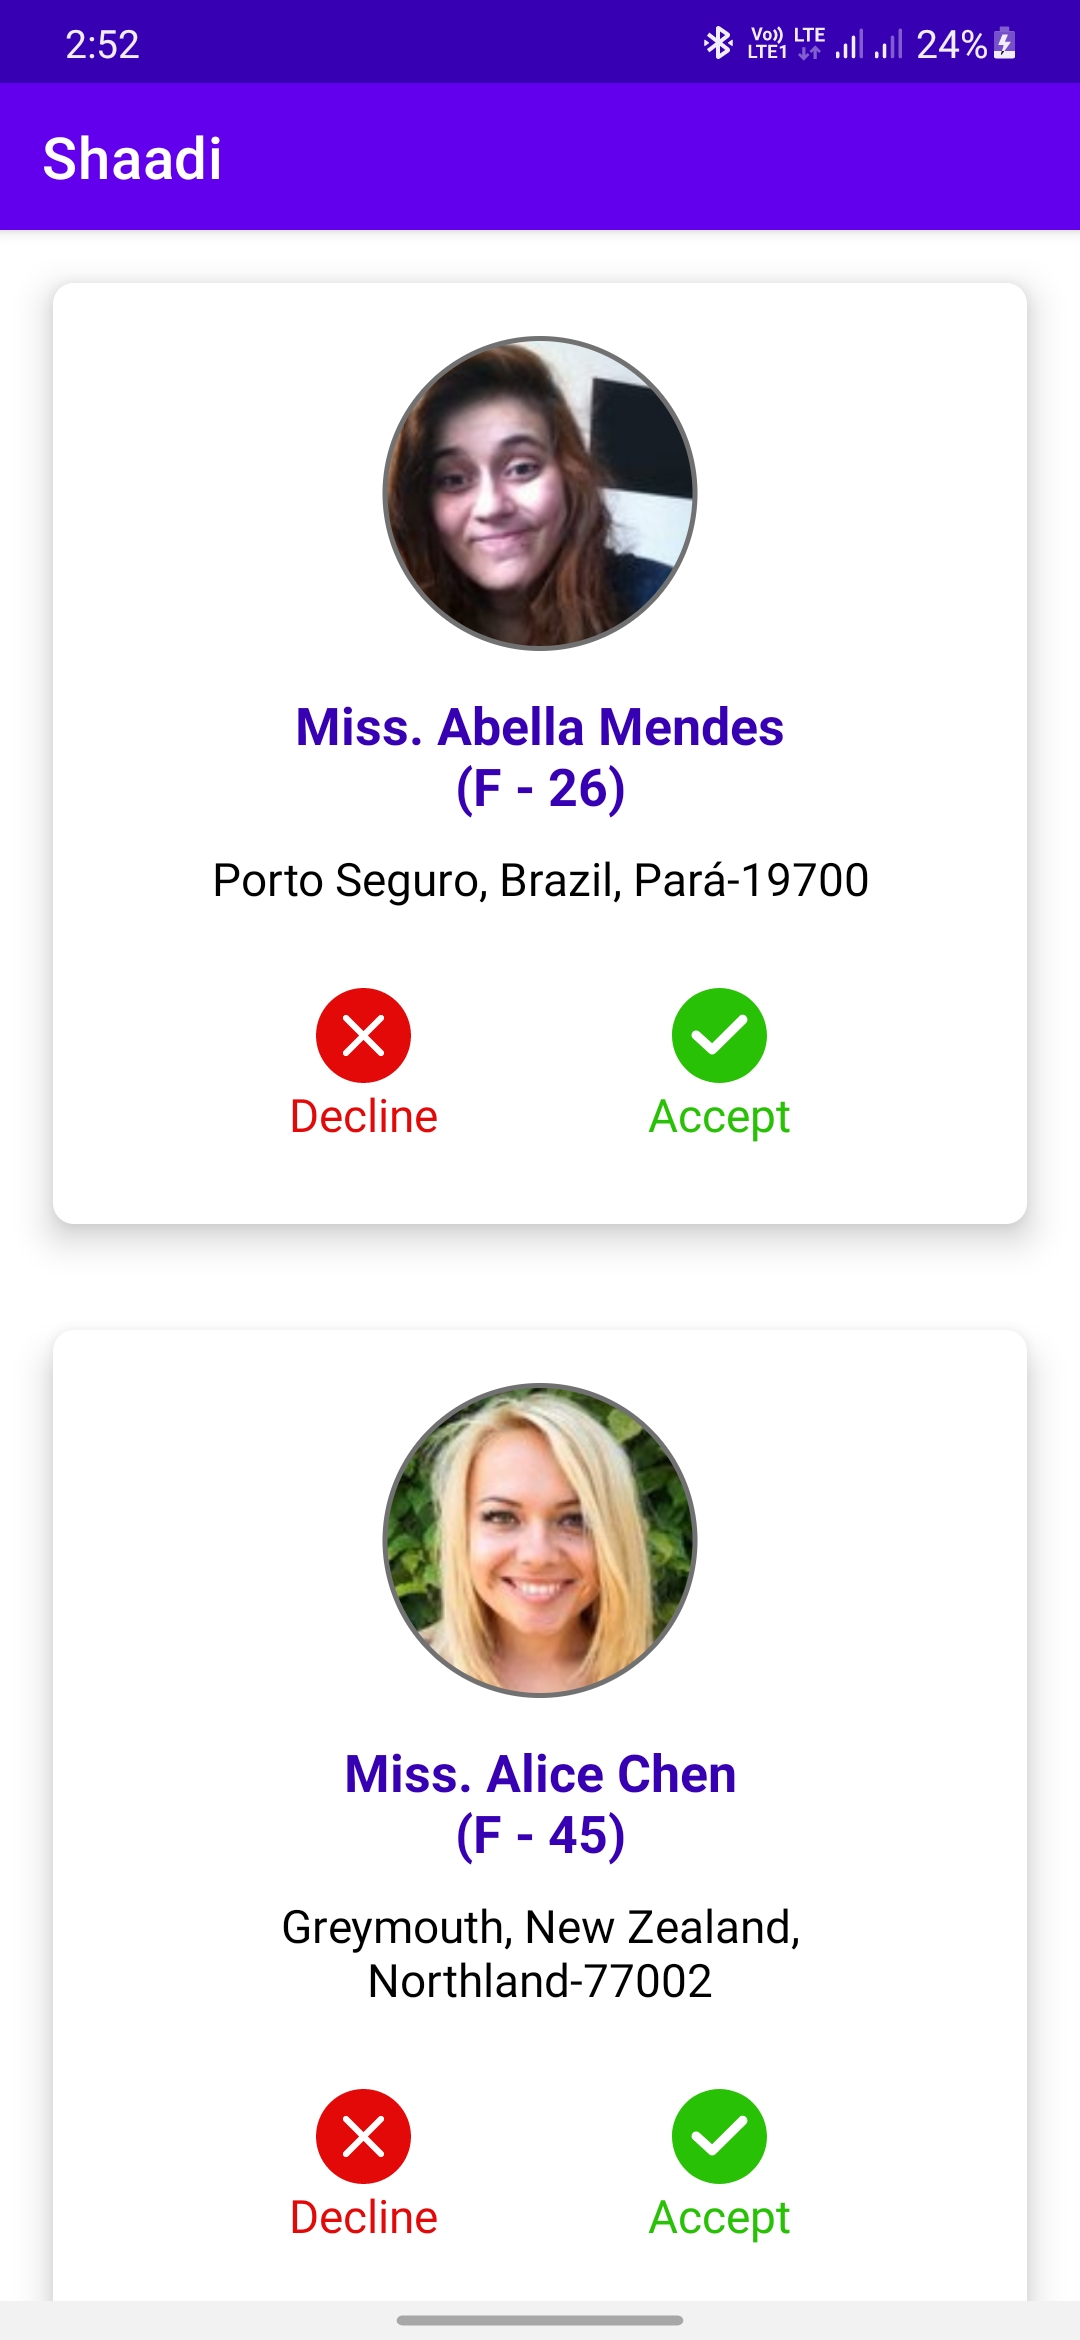 2:52
Vo)) LTE
LTE1
24%
Shaadi
Miss. Abella Mendes
(F - 26)
Porto Seguro, Brazil, Pará-19700
Decline Accept
Miss. Alice Chen
(F - 45)
Greymouth, New Zealand,
Northland-77002
Decline Accept